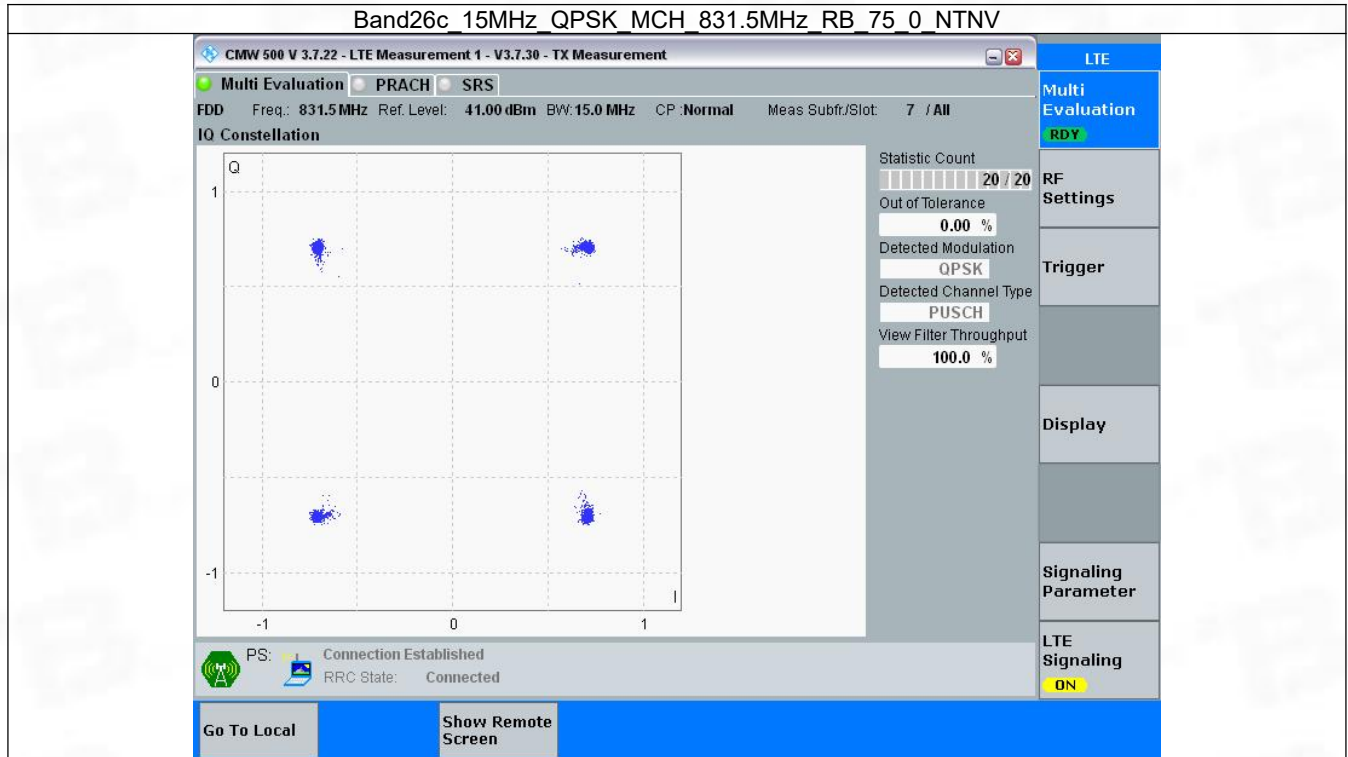 Band26c_15MHz_QPSK_MCH_831.5MHz_RB_75_0_NTNV
CMW 500 V 3.7.22 - LTE Measurement 1 - V3.7.30 - TX Measurement
LTE
Multi Evaluation PRACH SRS
Multi
Evaluation
RDY
FDD Freq.: 831.5 MHz Ref. Level: 41.00 dBm BW: 15.0 MHz CP :Normal Meas Subfr./Slot: 7 / All
IQ Constellation
Q
1
0
-1
I
-1 0 1
Statistic Count
20 / 20
Out of Tolerance
0.00 %
Detected Modulation
QPSK
Detected Channel Type
PUSCH
View Filter Throughput
100.0 %
RF
Settings
Trigger
Display
Signaling
Parameter
LTE
Signaling
ON
PS: Connection Established
RRC State: Connected
Go To Local
Show Remote
Screen